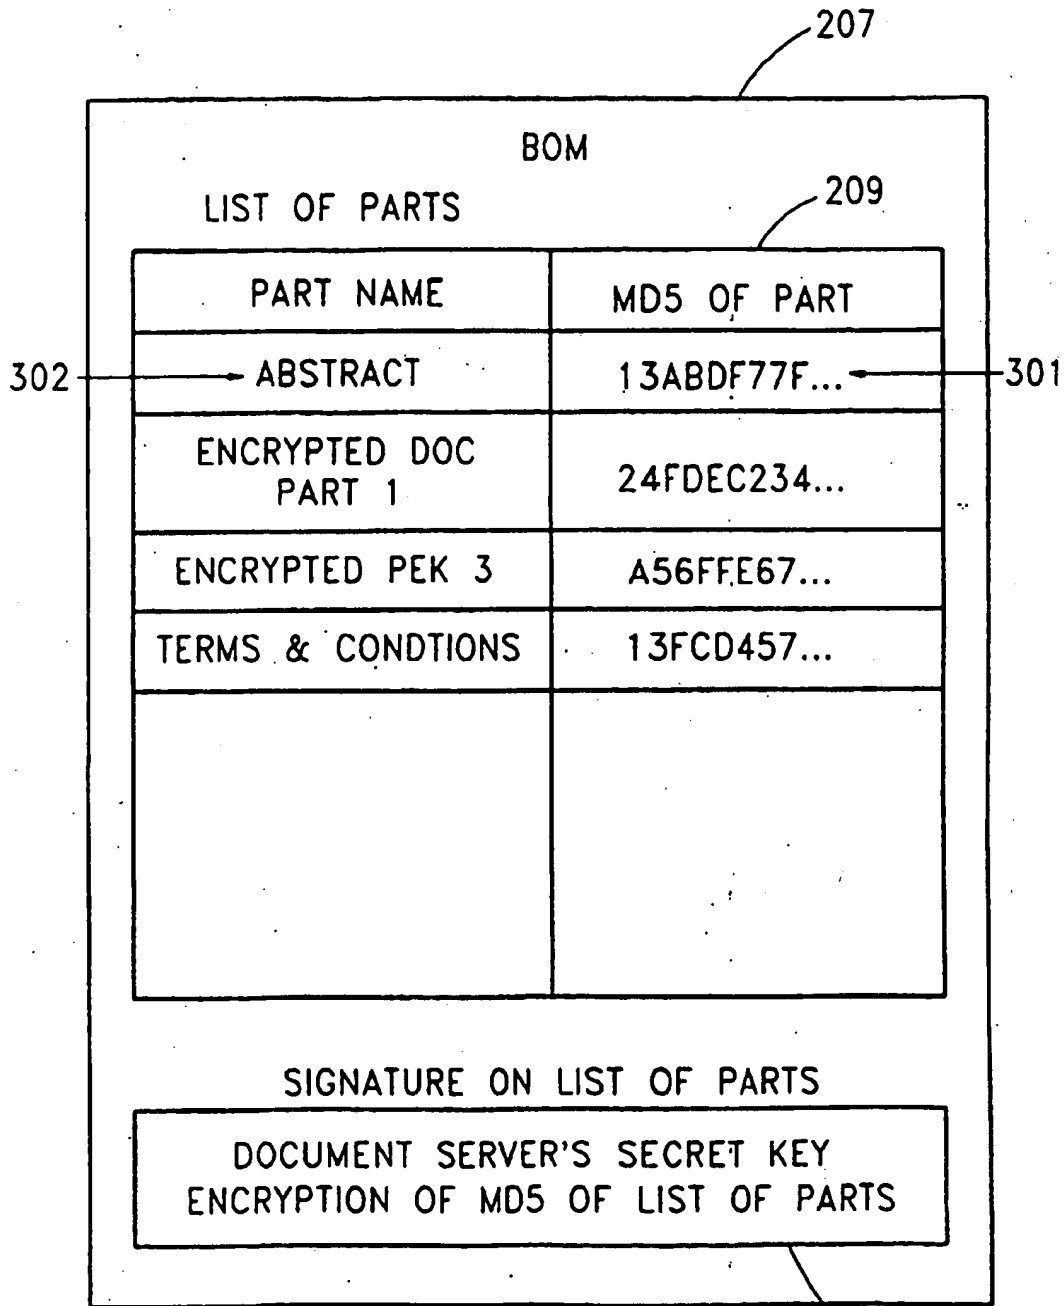 207
BOM
209
LIST OF PARTS
PART NAME MD5 OF PART
302 ABSTRACT 13ABDF77F... 301
ENCRYPTED DOC
PART 1 24FDEC234...
ENCRYPTED PEK 3 A56FFE67...
TERMS & CONDTIONS 13FCD457...
SIGNATURE ON LIST OF PARTS
DOCUMENT SERVER'S SECRET KEY
ENCRYPTION OF MD5 OF LIST OF PARTS